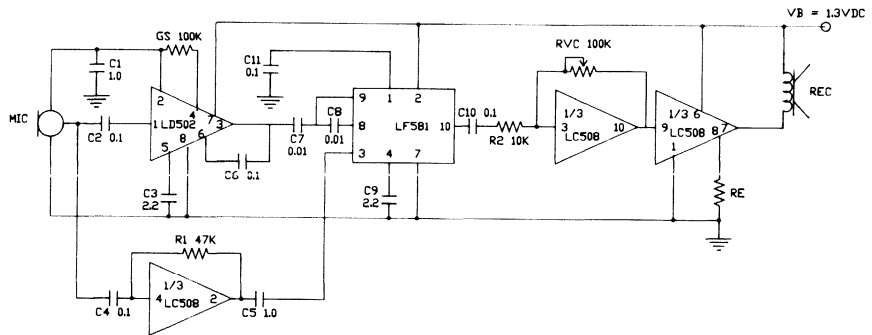 VB = 1.3VDC
GS 100K
C1
1.0
C11
0.1
RVC 100K
REC
MIC
2
4
7
3
1
LD502
6
8
5
C2 0.1
C3
2.2
C6 0.1
C7
0.01
C8
0.01
9
8
3
1
2
LF581
10
4
7
C9
2.2
C10 0.1
R2 10K
1/3
3
10
LC508
1/3
6
9
LC508
8
7
1
RE
R1 47K
1/3
4
2
LC508
C4 0.1
C5 1.0